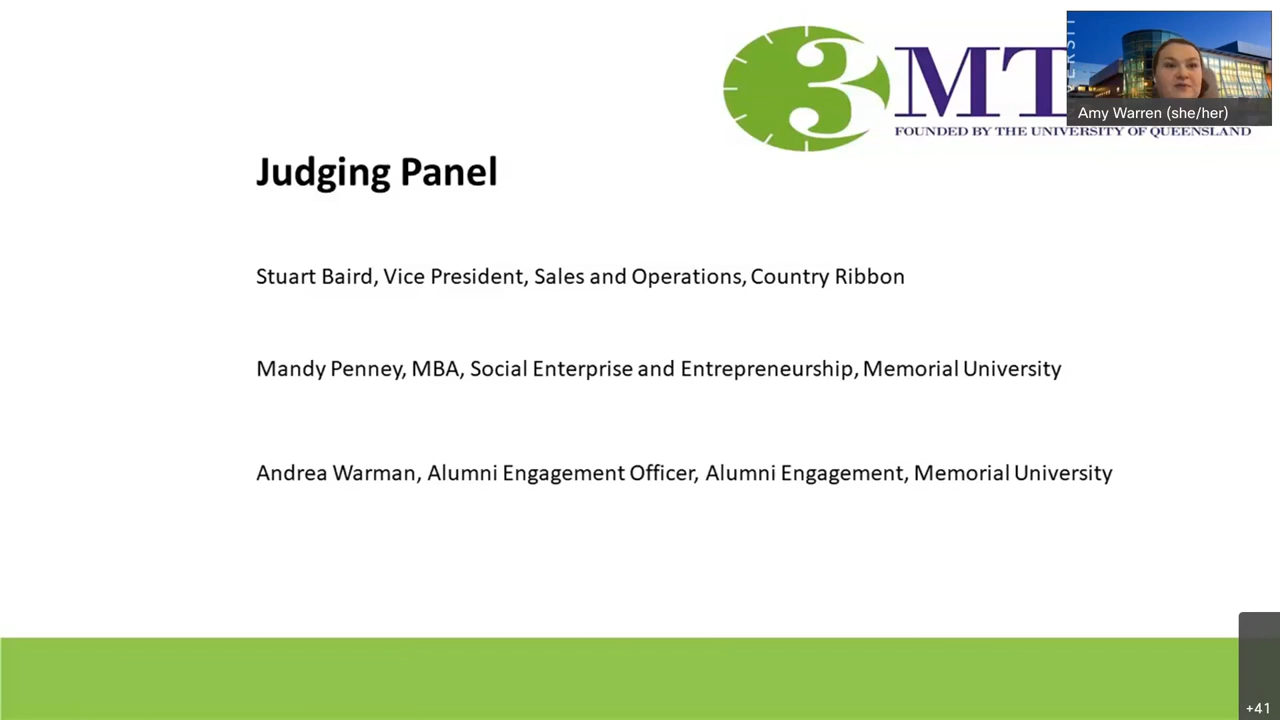 3MT
Amy Warren (she/her)
FOUNDED BY THE UNIVERSITY OF QUEENSLAND
Judging Panel
Stuart Baird, Vice President, Sales and Operations, Country Ribbon
Mandy Penney, MBA, Social Enterprise and Entrepreneurship, Memorial University
Andrea Warman, Alumni Engagement Officer, Alumni Engagement, Memorial University
+41